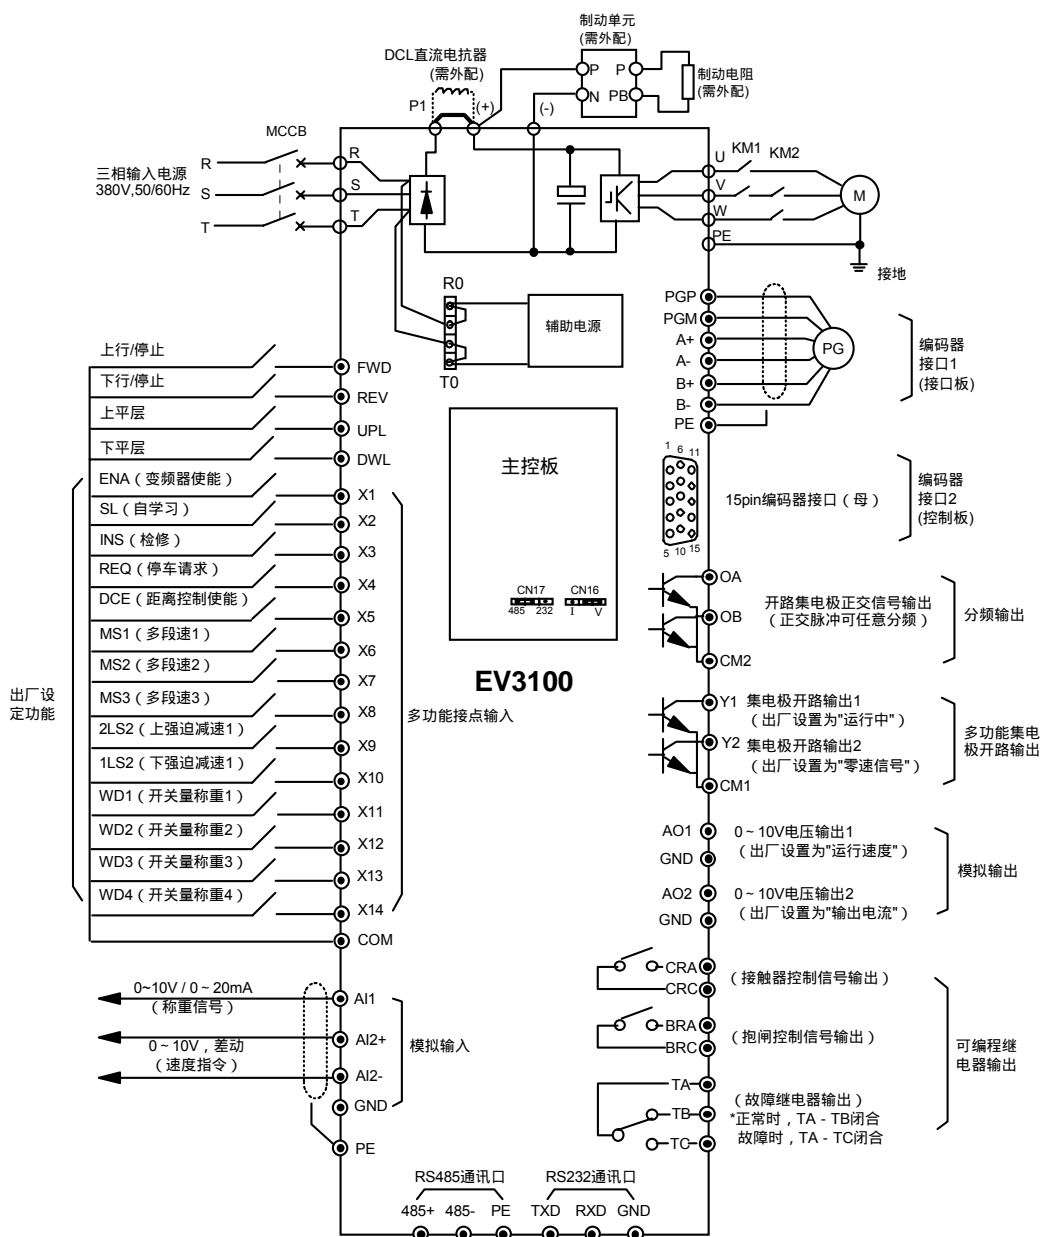 制动单元
(需外配)
DCL直流电抗器
(需外配)
P
P
N
PB
制动电阻
(需外配)
P1
(+)
(-)
MCCB
三相输入电源
380V,50/60Hz
R
S
T
R
S
T
U
V
W
PE
KM1
KM2
M
接地
R0
T0
辅助电源
PGP
PGM
A+
A-
B+
B-
PE
PG
编码器
接口1
(接口板)
上行/停止
FWD
下行/停止
REV
上平层
UPL
下平层
DWL
ENA（变频器使能）
X1
SL（自学习）
X2
INS（检修）
X3
REQ（停车请求）
X4
DCE（距离控制使能）
X5
MS1（多段速1）
X6
MS2（多段速2）
X7
MS3（多段速3）
X8
2LS2（上强迫减速1）
X9
1LS2（下强迫减速1）
X10
WD1（开关量称重1）
X11
WD2（开关量称重2）
X12
WD3（开关量称重3）
X13
WD4（开关量称重4）
X14
COM
出厂设
定功能
多功能接点输入
主控板
CN17
485 232
CN16
I V
EV3100
1 6 11
5 10 15
15pin编码器接口（母）
编码器
接口2
(控制板)
OA
OB
CM2
开路集电极正交信号输出
（正交脉冲可任意分频）
分频输出
Y1 集电极开路输出1
（出厂设置为"运行中"）
Y2 集电极开路输出2
（出厂设置为"零速信号"）
CM1
多功能集电
极开路输出
AO1 0~10V电压输出1
（出厂设置为"运行速度"）
GND
AO2 0~10V电压输出2
（出厂设置为"输出电流"）
GND
模拟输出
CRA
CRC
（接触器控制信号输出）
BRA
BRC
（抱闸控制信号输出）
TA
TB
TC
（故障继电器输出）
*正常时，TA - TB闭合
故障时，TA - TC闭合
可编程继
电器输出
0~10V / 0~20mA
（称重信号）
AI1
0~10V，差动
（速度指令）
AI2+
AI2-
GND
PE
模拟输入
RS485通讯口
RS232通讯口
485+ 485- PE TXD RXD GND